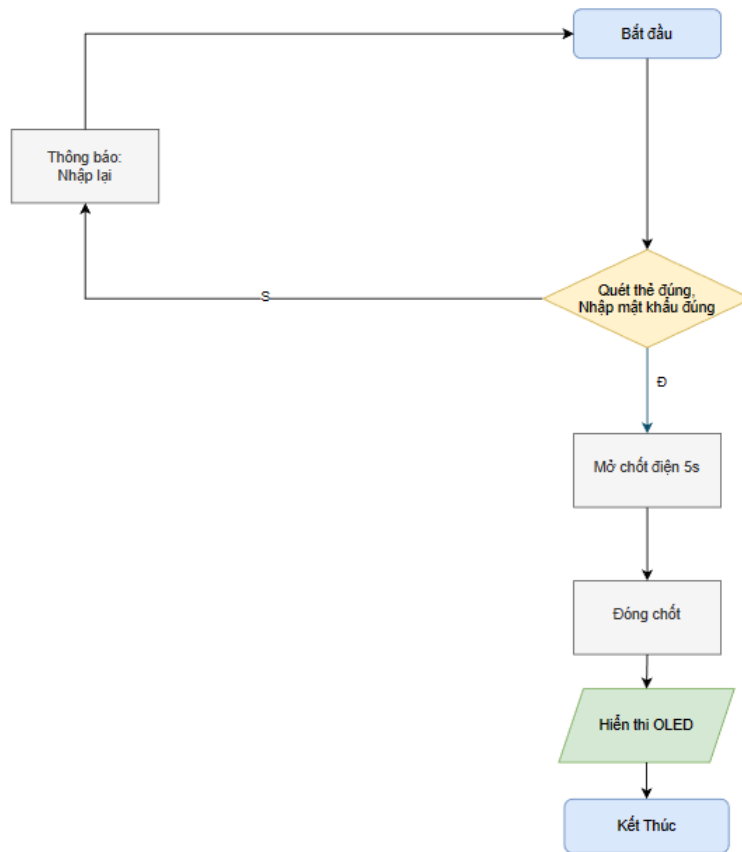 Bắt đầu
Thông báo:
Nhập lại
Quét thẻ đúng,
Nhập mật khẩu đúng
S
Đ
Mở chốt điện 5s
Đóng chốt
Hiển thi OLED
Kết Thúc